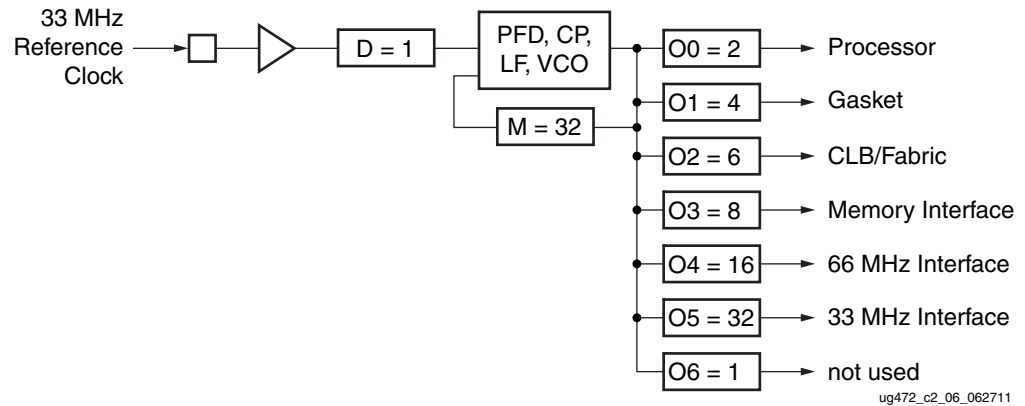 33 MHz
Reference
Clock
D = 1
PFD, CP,
LF, VCO
M = 32
O0 = 2
Processor
O1 = 4
Gasket
O2 = 6
CLB/Fabric
O3 = 8
Memory Interface
O4 = 16
66 MHz Interface
O5 = 32
33 MHz Interface
O6 = 1
not used
ug472_c2_06_062711